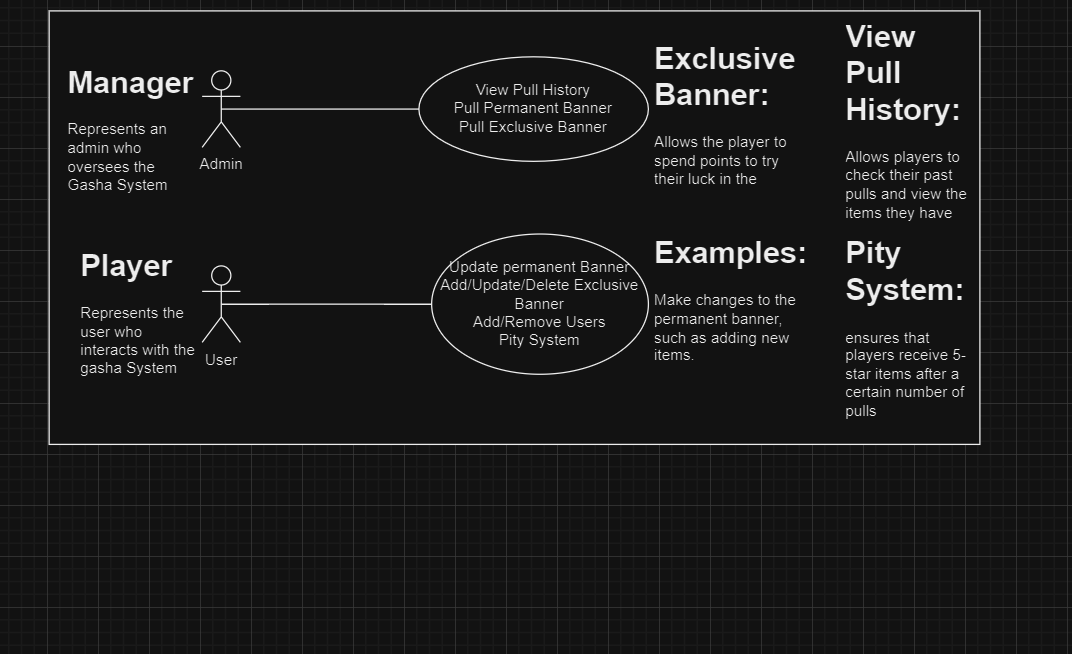 Manager
Represents an
admin who
oversees the
Gasha System
Admin
View Pull History
Pull Permanent Banner
Pull Exclusive Banner
Exclusive
Banner:
Allows the player to
spend points to try
their luck in the
View
Pull
History:
Allows players to
check their past
pulls and view the
items they have
Player
Represents the
user who
interacts with the
gasha System
User
Update permanent Banner
Add/Update/Delete Exclusive
Banner
Add/Remove Users
Pity System
Examples:
Make changes to the
permanent banner,
such as adding new
items.
Pity
System:
ensures that
players receive 5-
star items after a
certain number of
pulls